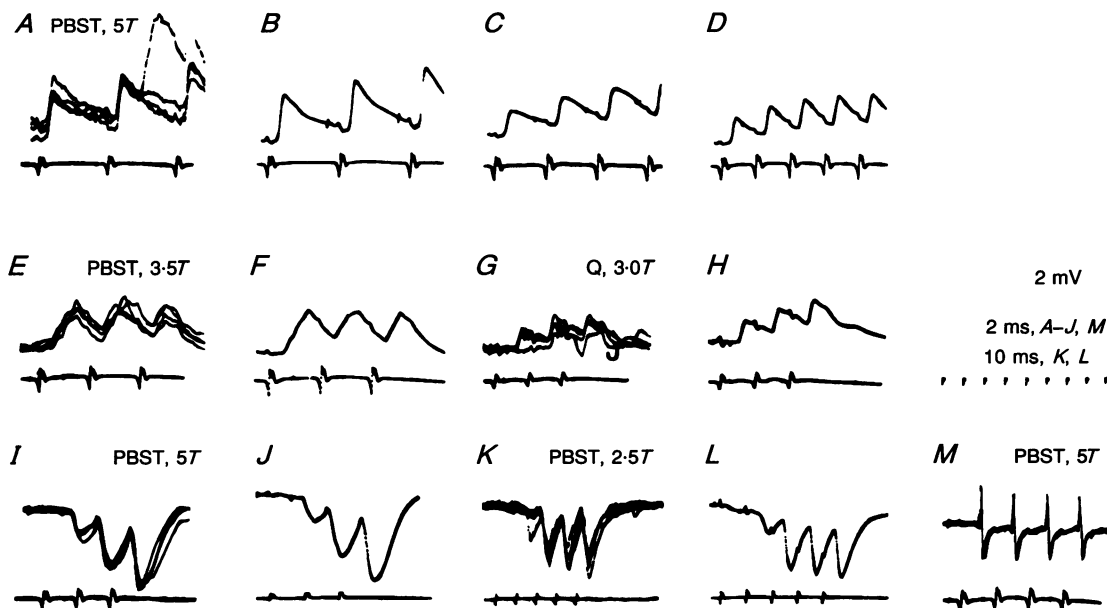 A PBST, 5T
B
C
D
E PBST, 3·5T
F
G Q, 3·0T
H
2 mV
2 ms, A–J, M
10 ms, K, L
I PBST, 5T
J
K PBST, 2·5T
L
M PBST, 5T